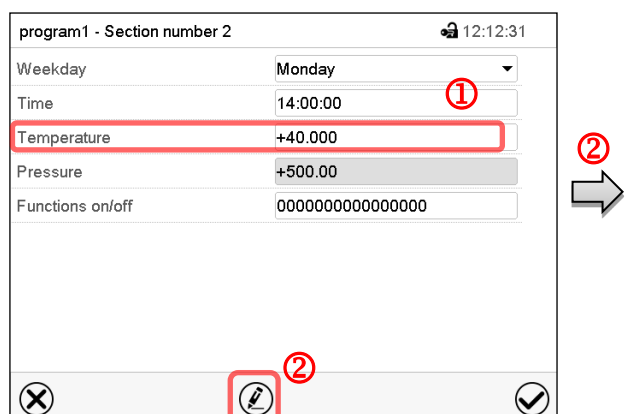 program1 - Section number 2 12:12:31
Weekday Monday
①
Time 14:00:00
Temperature +40.000
②
Pressure +500.00
Functions on/off 0000000000000000
②